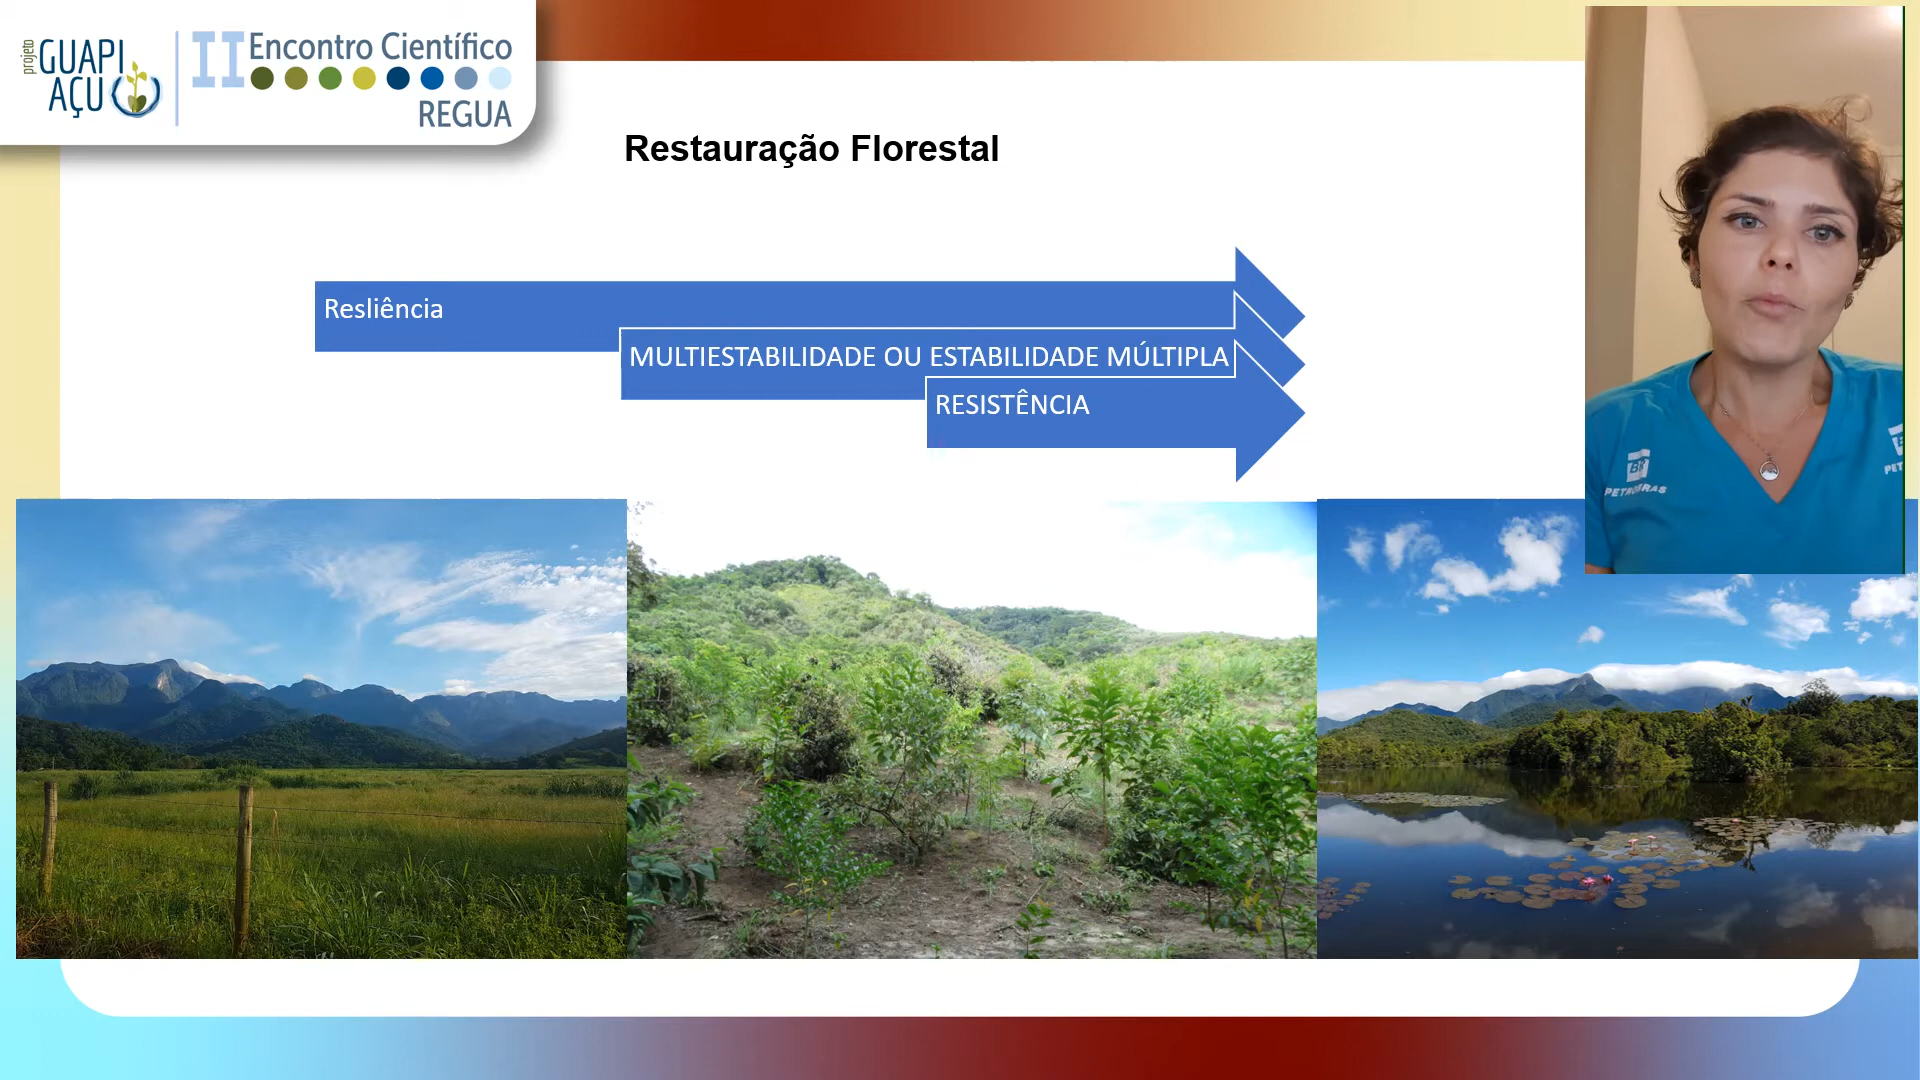 projeto
GUAPI
AÇU
II Encontro Científico
REGUA
Restauração Florestal
Resliência
MULTIESTABILIDADE OU ESTABILIDADE MÚLTIPLA
RESISTÊNCIA
BR
PETROBRAS